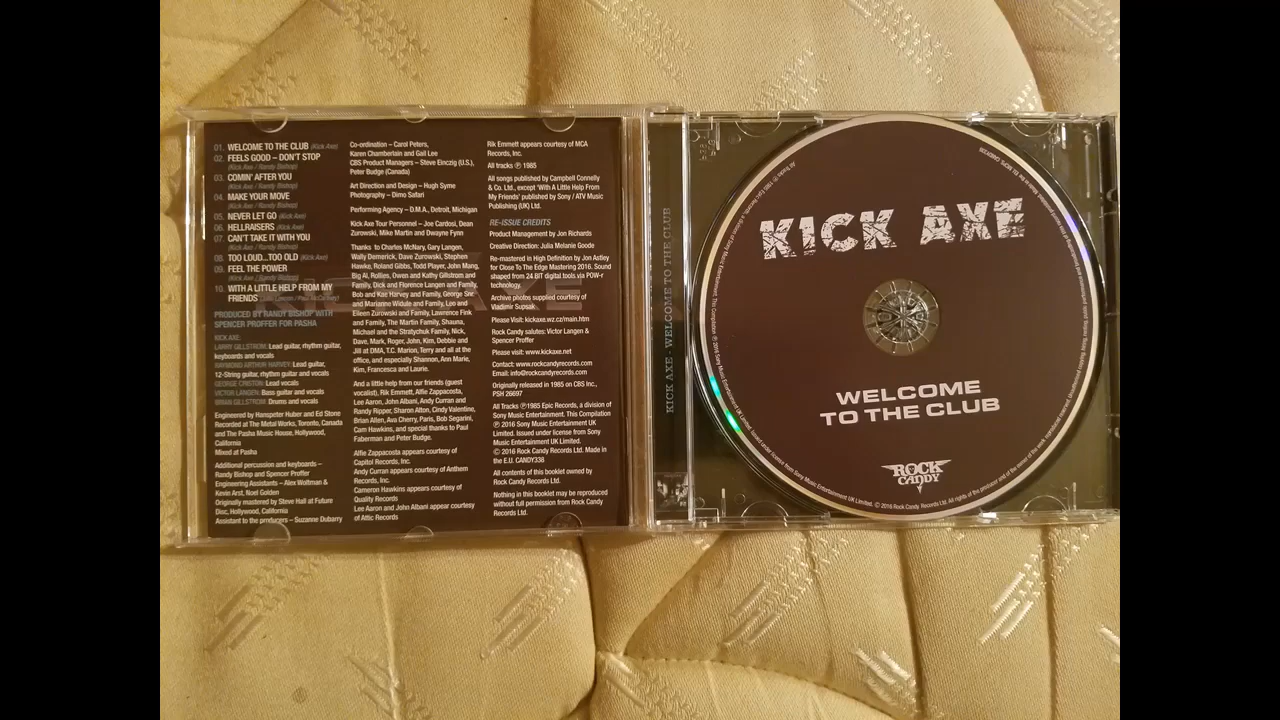 01. WELCOME TO THE CLUB (Kick Axe)
02. FEELS GOOD – DON'T STOP
(Kick Axe / Randy Bishop)
03. COMIN' AFTER YOU
(Kick Axe / Randy Bishop)
04. MAKE YOUR MOVE
(Kick Axe / Randy Bishop)
05. NEVER LET GO (Kick Axe)
06. HELLRAISERS (Kick Axe)
07. CAN'T TAKE IT WITH YOU
(Kick Axe / Randy Bishop)
08. TOO LOUD...TOO OLD (Kick Axe)
09. FEEL THE POWER
(Kick Axe / Randy Bishop)
10. WITH A LITTLE HELP FROM MY
FRIENDS
PRODUCED BY RANDY BISHOP WITH
SPENCER PROFFER FOR PASHA
KICK AXE:
LARRY GILLSTROM: Lead guitar, rhythm guitar,
keyboards and vocals
RAYMOND ARTHUR HARVEY: Lead guitar,
12-String guitar, rhythm guitar and vocals
GEORGE CRISTON: Lead vocals
VICTOR LANGEN: Bass guitar and vocals
BRIAN GILLSTROM: Drums and vocals
Engineered by Hanspeter Huber and Ed Stone
Recorded at The Metal Works, Toronto, Canada
and The Pasha Music House, Hollywood,
California
Mixed at Pasha
Additional percussion and keyboards –
Randy Bishop and Spencer Proffer
Engineering Assistants – Alex Woltman &
Kevin Arst, Noel Golden
Originally mastered by Steve Hall at Future
Disc, Hollywood, California
Assistant to the producers – Suzanne Dubarry
Co-ordination – Carol Peters,
Karen Chamberlain and Gail Lee
CBS Product Managers – Steve Einczig (U.S.),
Peter Budge (Canada)
Art Direction and Design – Hugh Syme
Photography – Dimo Safari
Performing Agency – D.M.A., Detroit, Michigan
Kick Axe Tour Personnel – Joe Cardosi, Dean
Zurowski, Mike Martin and Dwayne Fynn
Thanks to Charles McNary, Gary Langen,
Wally Demerick, Dave Zurowski, Stephen
Hawke, Roland Gibbs, Todd Player, John Mang,
Big Al, Rollies, Owen and Kathy Gillstrom and
Family, Dick and Florence Langen and Family,
Bob and Kae Harvey and Family, George Sne
and Marianne Widule and Family, Leo and
Eileen Zurowski and Family, Lawrence Fink
and Family, The Martin Family, Shauna,
Michael and the Stratychuk Family, Nick,
Dave, Mark, Roger, John, Kim, Debbie and
Jill at DMA, T.C. Marion, Terry and all at the
office, and especially Shannon, Ann Marie,
Kim, Francesca and Laurie.
And a little help from our friends (guest
vocalist), Rik Emmett, Alfie Zappacosta,
Lee Aaron, John Albani, Andy Curran and
Randy Ripper, Sharon Alton, Cindy Valentine,
Brian Allen, Ava Cherry, Paris, Bob Segarini,
Cam Hawkins, and special thanks to Paul
Faberman and Peter Budge.
Alfie Zappacosta appears courtesy of
Capitol Records, Inc.
Andy Curran appears courtesy of Anthem
Records, Inc.
Cameron Hawkins appears courtesy of
Quality Records
Lee Aaron and John Albani appear courtesy
of Attic Records
Rik Emmett appears courtesy of MCA
Records, Inc.
All tracks ℗ 1985
All songs published by Campbell Connelly
& Co. Ltd., except 'With A Little Help From
My Friends' published by Sony / ATV Music
Publishing (UK) Ltd.
RE-ISSUE CREDITS
Product Management by Jon Richards
Creative Direction: Julia Melanie Goode
Re-mastered in High Definition by Jon Astley
for Close To The Edge Mastering 2016. Sound
shaped from 24 BIT digital tools via POW-r
technology.
Archive photos supplied courtesy of
Vladimir Supsak
Please Visit: kickaxe.wz.cz/main.htm
Rock Candy salutes: Victor Langen &
Spencer Proffer
Please visit: www.kickaxe.net
Contact: www.rockcandyrecords.com
Email: info@rockcandyrecords.com
Originally released in 1985 on CBS Inc.,
PSH 26697
All Tracks ℗1985 Epic Records, a division of
Sony Music Entertainment. This Compilation
℗ 2016 Sony Music Entertainment UK
Limited. Issued under license from Sony
Music Entertainment UK Limited.
© 2016 Rock Candy Records Ltd. Made in
the E.U. CANDY338
All contents of this booklet owned by
Rock Candy Records Ltd.
Nothing in this booklet may be reproduced
without full permission from Rock Candy
Records Ltd.
KICK AXE - WELCOME TO THE CLUB
KICK AXE
WELCOME
TO THE CLUB
ROCK
CANDY